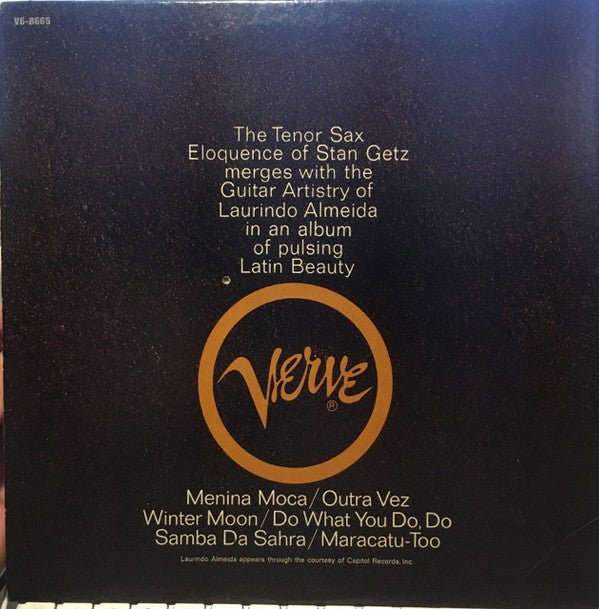 V6-8665
The Tenor Sax
Eloquence of Stan Getz
merges with the
Guitar Artistry of
Laurindo Almeida
in an album
of pulsing
Latin Beauty
Verve
®
Menina Moca/Outra Vez
Winter Moon/Do What You Do, Do
Samba Da Sahra/Maracatu-Too
Laurindo Almeida appears through the courtesy of Capitol Records, Inc.